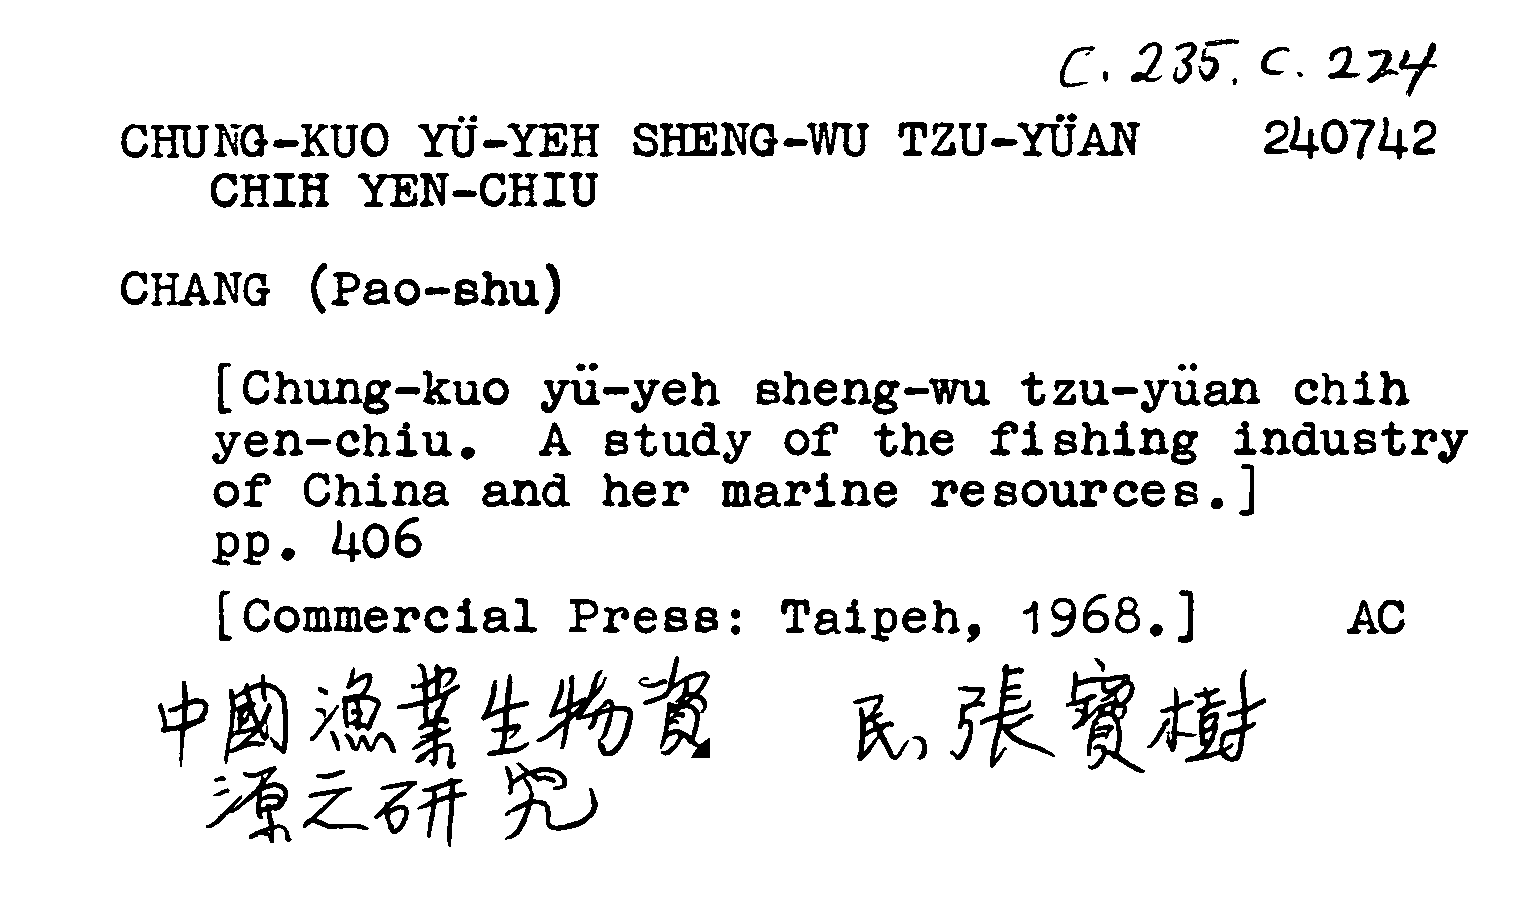 C. 235. C. 224
CHUNG-KUO YÜ-YEH SHENG-WU TZU-YÜAN 240742
CHIH YEN-CHIU
CHANG (Pao-shu)
[Chung-kuo yü-yeh sheng-wu tzu-yüan chih
yen-chiu. A study of the fishing industry
of China and her marine resources.]
pp. 406
[Commercial Press: Taipeh, 1968.] AC
中國漁業生物資 民、張寶樹
源之研究